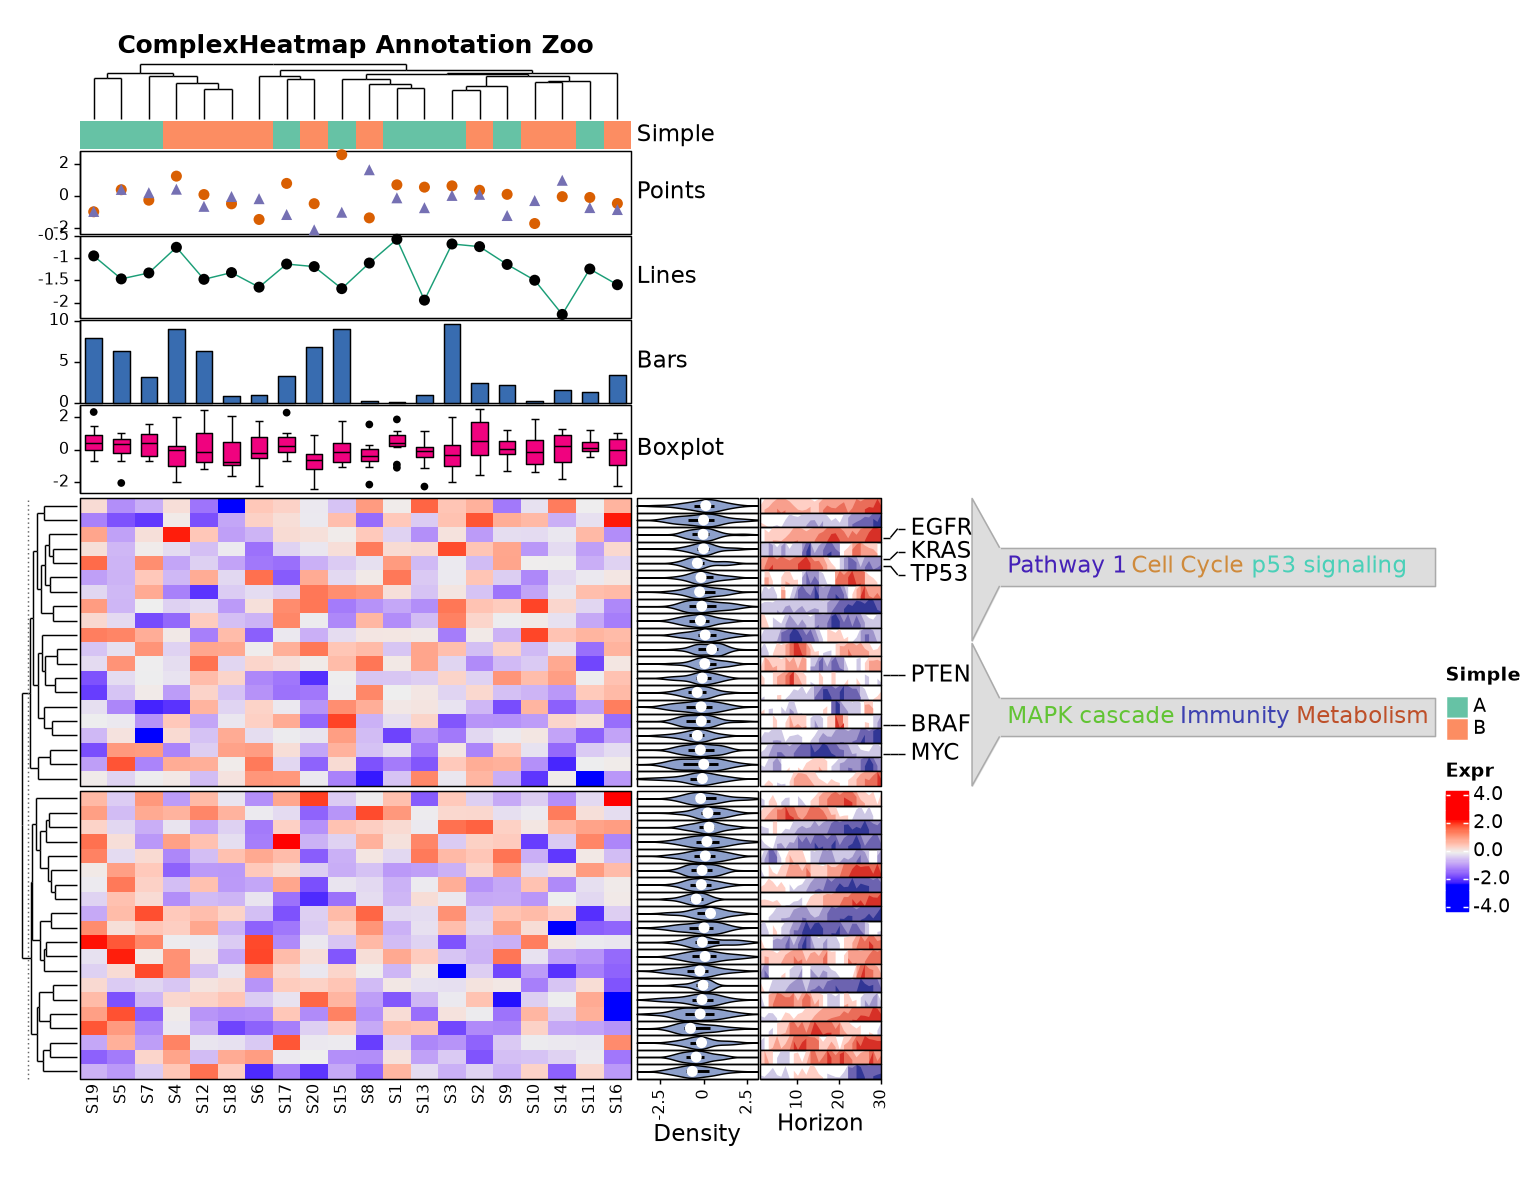 ComplexHeatmap Annotation Zoo
Simple
2
0
-2
Points
-0.5
-1
-1.5
-2
Lines
10
5
0
Bars
2
0
-2
Boxplot
EGFR
KRAS
TP53
PTEN
BRAF
MYC
Pathway 1 Cell Cycle p53 signaling
MAPK cascade Immunity Metabolism
Simple
A
B
Expr
4.0
2.0
0.0
-2.0
-4.0
S19 S5 S7 S4 S12 S18 S6 S17 S20 S15 S8 S1 S13 S3 S2 S9 S10 S14 S11 S16
-2.5 0 2.5
Density
10 20 30
Horizon